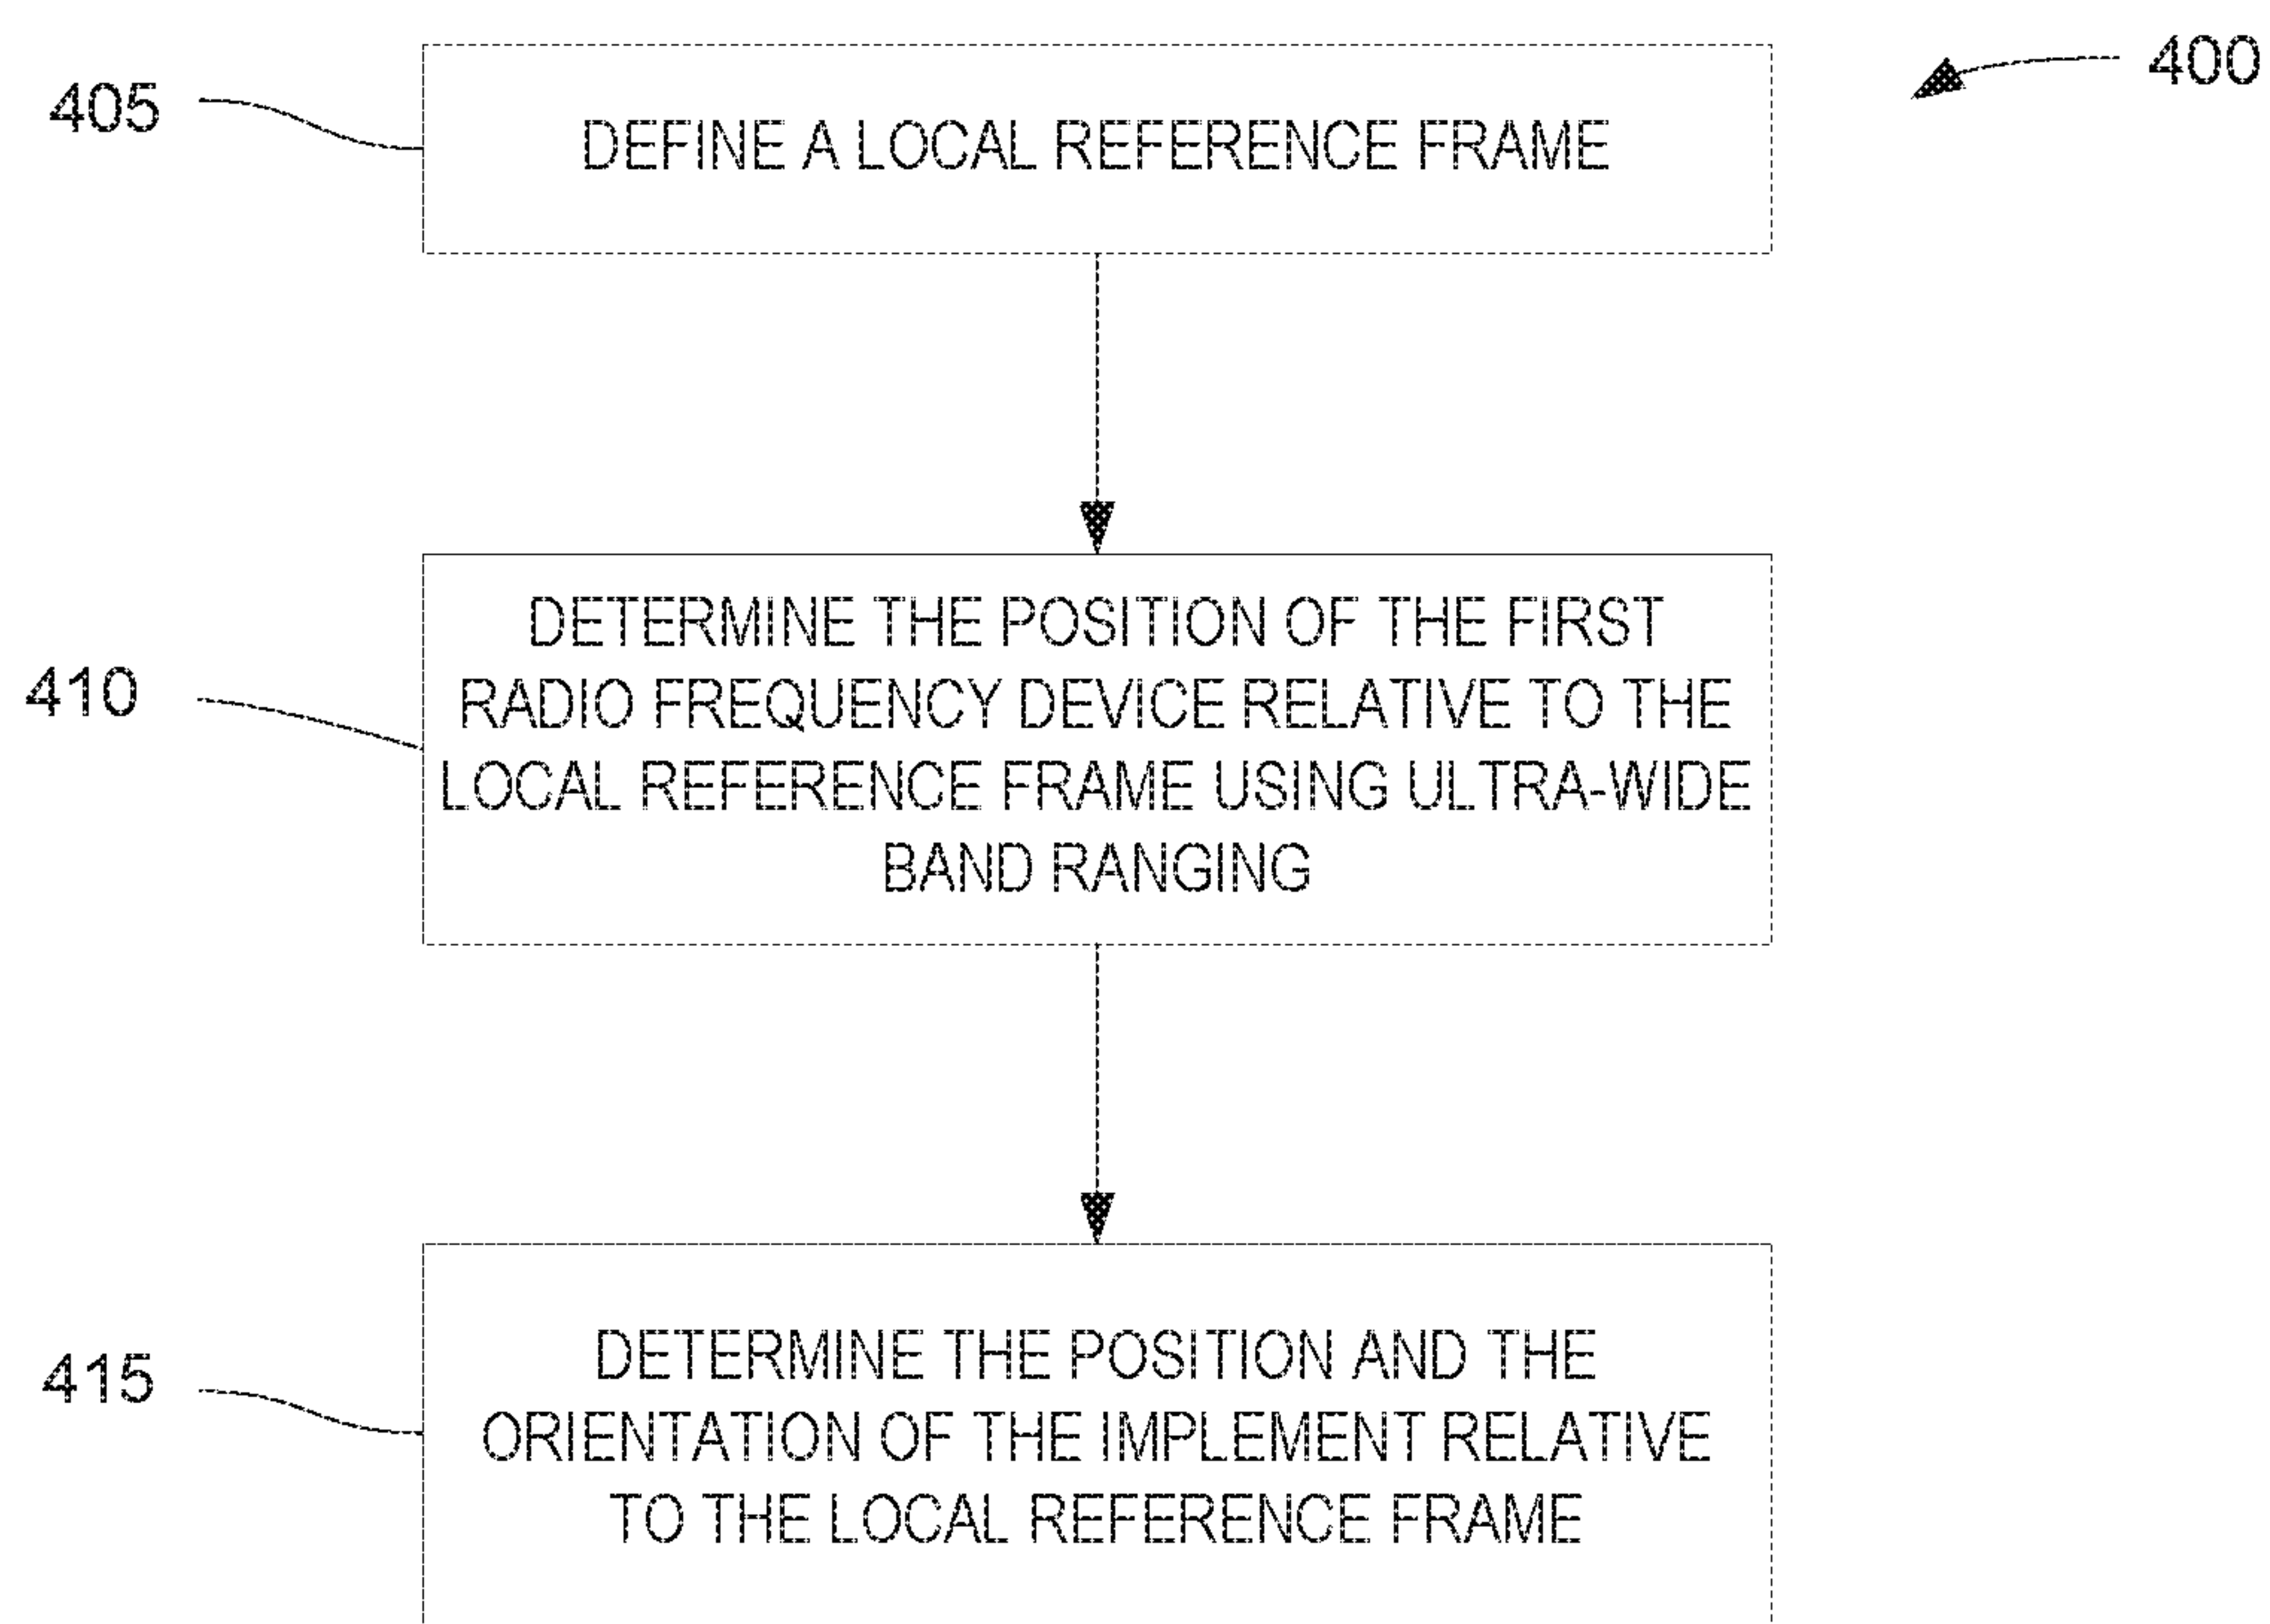 400
405
DEFINE A LOCAL REFERENCE FRAME
410
DETERMINE THE POSITION OF THE FIRST
RADIO FREQUENCY DEVICE RELATIVE TO THE
LOCAL REFERENCE FRAME USING ULTRA-WIDE
BAND RANGING
415
DETERMINE THE POSITION AND THE
ORIENTATION OF THE IMPLEMENT RELATIVE
TO THE LOCAL REFERENCE FRAME